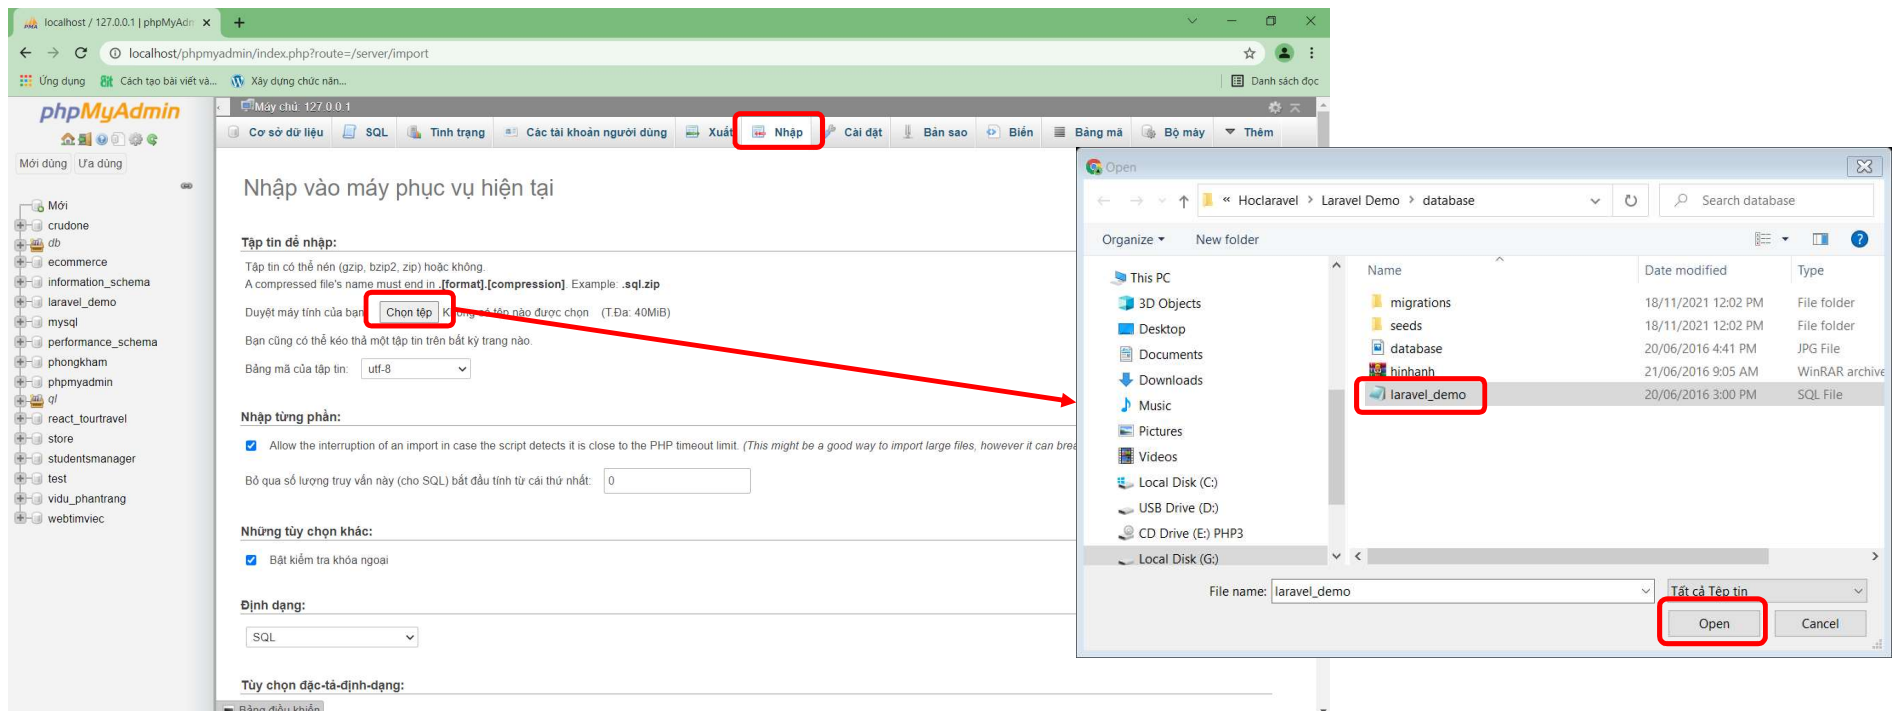 localhost / 127.0.0.1 | phpMyAdn
localhost/phpmyadmin/index.php?route=/server/import
Ứng dụng Cách tạo bài viết và... Xây dựng chức năn... Danh sách đọc
phpMyAdmin
Mới dùng Ưa dùng
Mới
crudone
db
ecommerce
information_schema
laravel_demo
mysql
performance_schema
phongkham
phpmyadmin
ql
react_tourtravel
store
studentsmanager
test
vidu_phantrang
webtimviec
Máy chủ: 127.0.0.1
Cơ sở dữ liệu SQL Tình trạng Các tài khoản người dùng Xuất Nhập Cài đặt Bản sao Biến Bảng mã Bộ máy Thêm
Nhập vào máy phục vụ hiện tại
Tập tin để nhập:
Tập tin có thể nén (gzip, bzip2, zip) hoặc không.
A compressed file's name must end in .[format].[compression]. Example: .sql.zip
Duyệt máy tính của bạn: Chọn tệp Không có tệp nào được chọn (T.Đa: 40MiB)
Bạn cũng có thể kéo thả một tập tin trên bất kỳ trang nào.
Bảng mã của tập tin: utf-8
Nhập từng phần:
Allow the interruption of an import in case the script detects it is close to the PHP timeout limit. (This might be a good way to import large files, however it can brea
Bỏ qua số lượng truy vấn này (cho SQL) bắt đầu tính từ cái thứ nhất: 0
Những tùy chọn khác:
Bật kiểm tra khóa ngoại
Định dạng:
SQL
Tùy chọn đặc-tả-định-dạng:
Bảng điều khiển
Open
« Hoclaravel > Laravel Demo > database
Search database
Organize New folder
This PC
3D Objects
Desktop
Documents
Downloads
Music
Pictures
Videos
Local Disk (C:)
USB Drive (D:)
CD Drive (E:) PHP3
Local Disk (G:)
Name Date modified Type
migrations 18/11/2021 12:02 PM File folder
seeds 18/11/2021 12:02 PM File folder
database 20/06/2016 4:41 PM JPG File
hinhanh 21/06/2016 9:05 AM WinRAR archive
laravel_demo 20/06/2016 3:00 PM SQL File
File name: laravel_demo Tất cả Tệp tin
Open Cancel